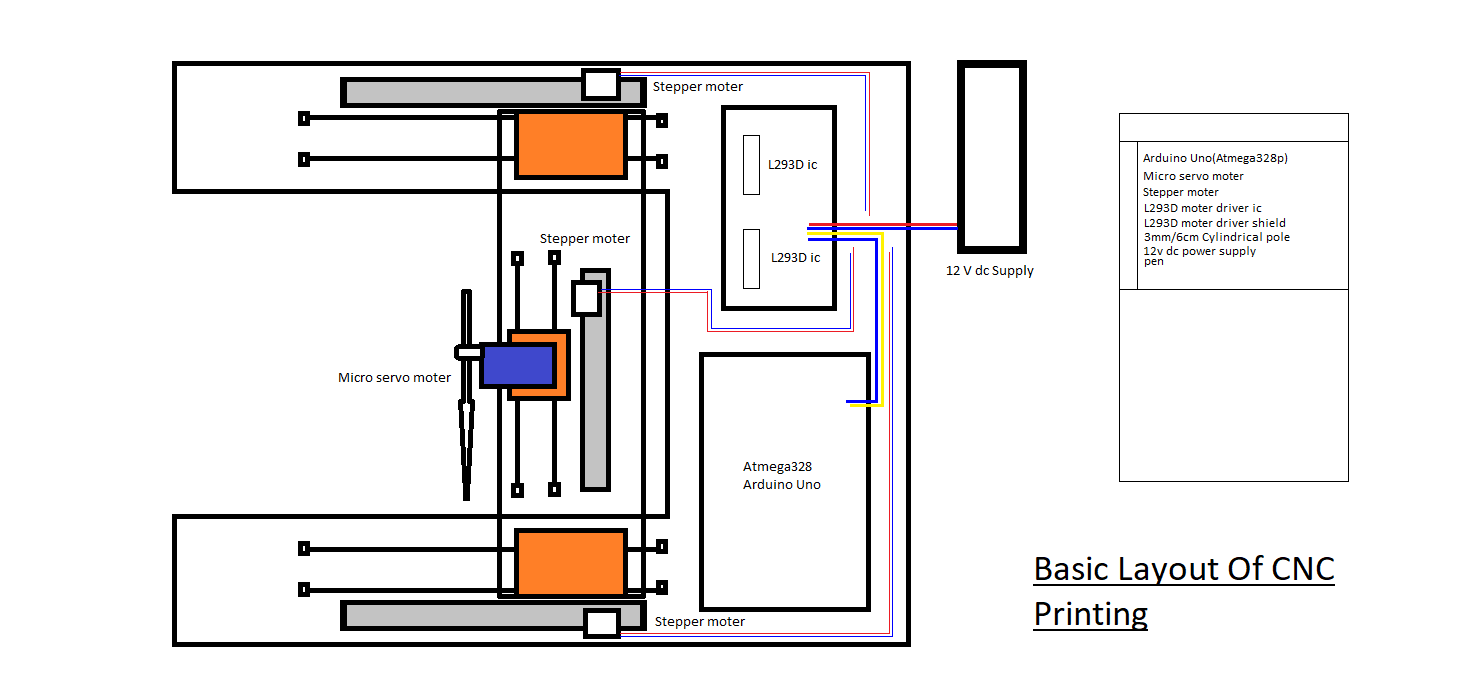 Stepper moter
L293D ic
Stepper moter
L293D ic
12 V dc Supply
Micro servo moter
Atmega328
Arduino Uno
Stepper moter
Arduino Uno(Atmega328p)
Micro servo moter
Stepper moter
L293D moter driver ic
L293D moter driver shield
3mm/6cm Cylindrical pole
12v dc power supply
pen
Basic Layout Of CNC
Printing